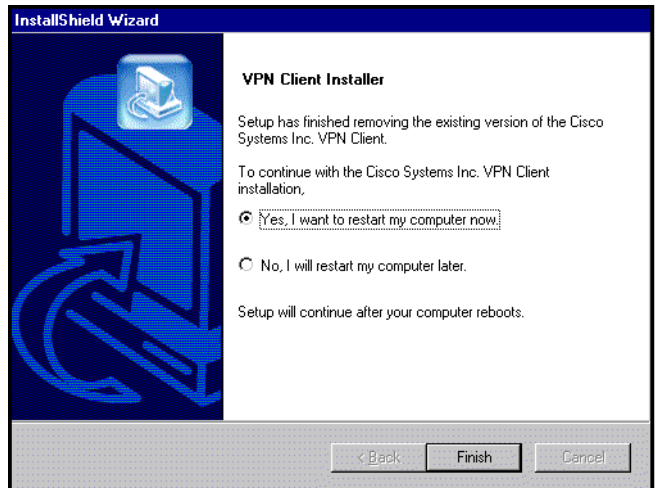 InstallShield Wizard
VPN Client Installer
Setup has finished removing the existing version of the Cisco
Systems Inc. VPN Client.
To continue with the Cisco Systems Inc. VPN Client
installation,
Yes, I want to restart my computer now.
No, I will restart my computer later.
Setup will continue after your computer reboots.
< Back
Finish
Cancel